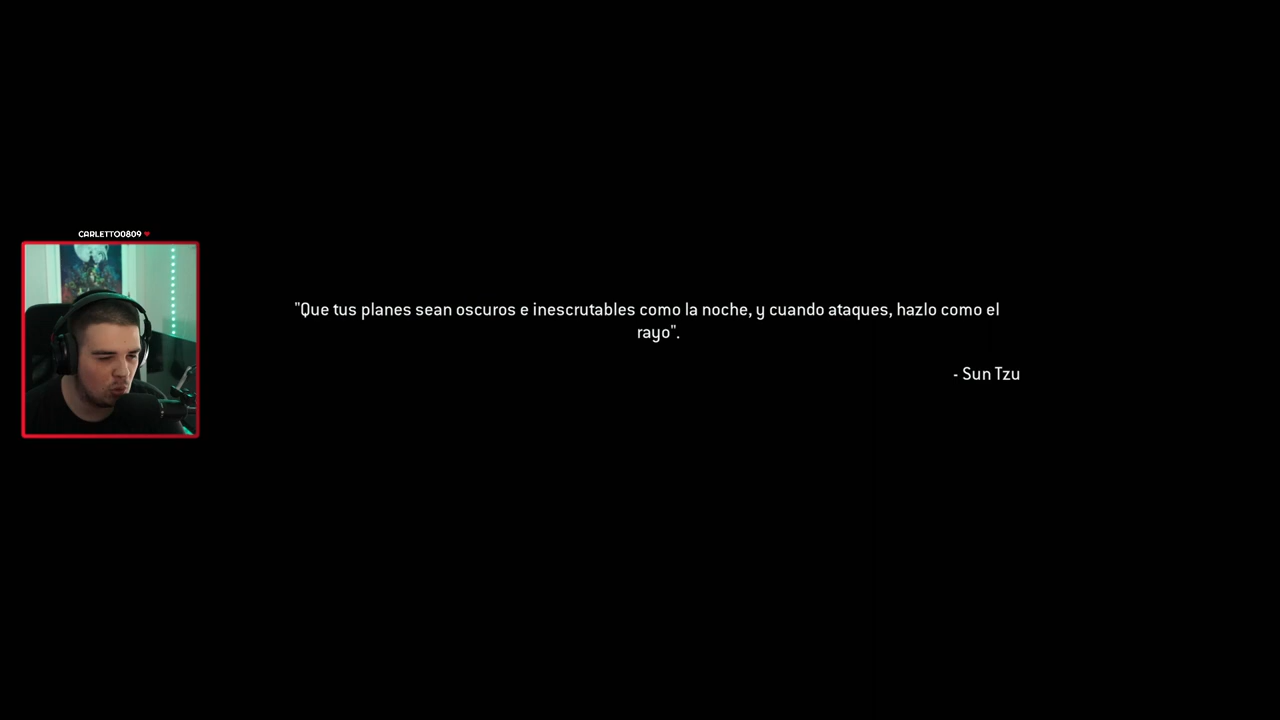 CARLETTO0809
"Que tus planes sean oscuros e inescrutables como la noche, y cuando ataques, hazlo como el
rayo".
- Sun Tzu